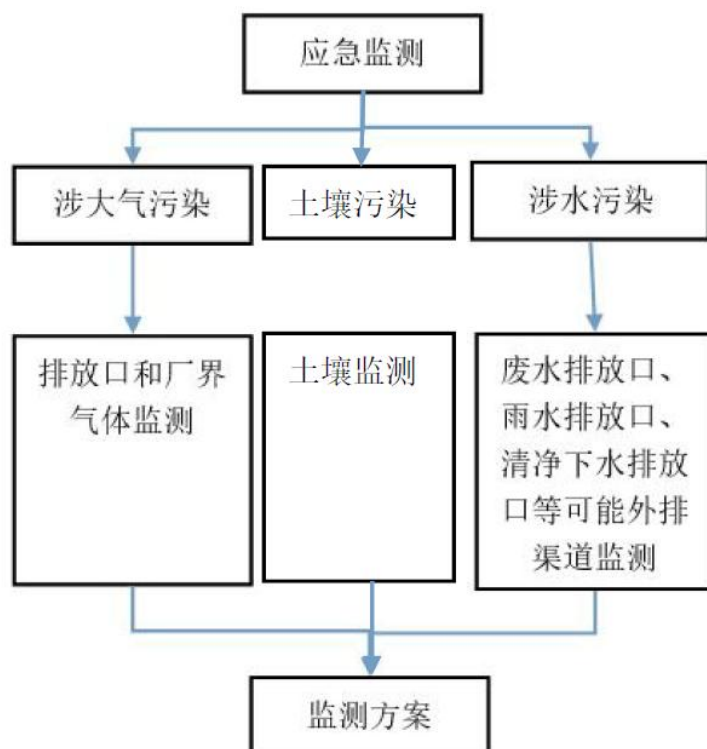 应急监测
涉大气污染
土壤污染
涉水污染
排放口和厂界
气体监测
土壤监测
废水排放口、
雨水排放口、
清净下水排放
口等可能外排
渠道监测
监测方案